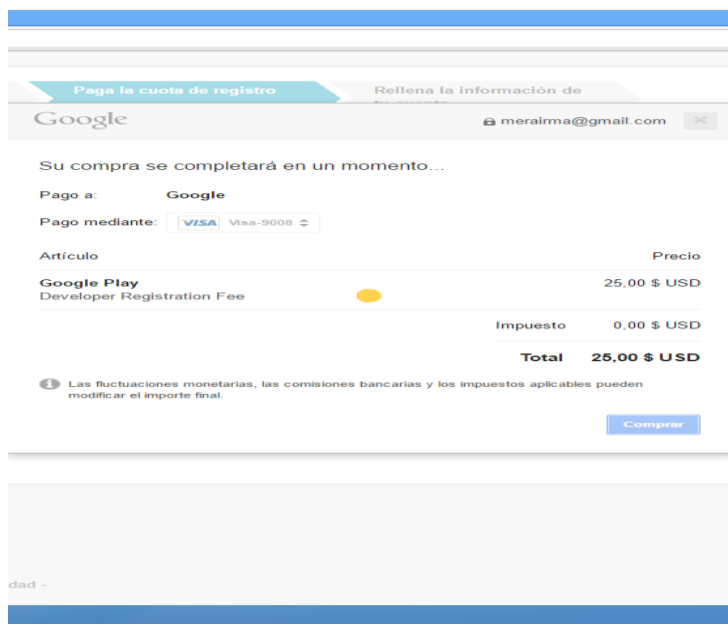 Paga la cuota de registro
Rellena la información de
Google
merairma@gmail.com
Su compra se completará en un momento...
Pago a: Google
Pago mediante: VISA Visa-9008
Artículo Precio
Google Play 25,00 $ USD
Developer Registration Fee
Impuesto 0,00 $ USD
Total 25,00 $ USD
Las fluctuaciones monetarias, las comisiones bancarias y los impuestos aplicables pueden
modificar el importe final.
Comprar
dad -